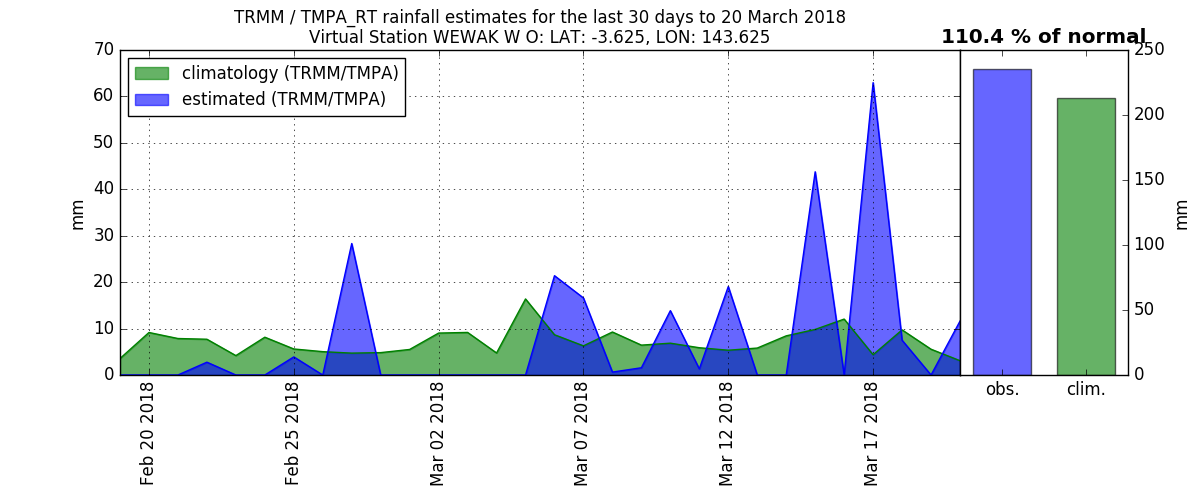 TRMM / TMPA_RT rainfall estimates for the last 30 days to 20 March 2018
Virtual Station WEWAK W O: LAT: -3.625, LON: 143.625
110.4 % of normal
climatology (TRMM/TMPA)
estimated (TRMM/TMPA)
70
60
50
40
30
20
10
0
mm
Feb 20 2018
Feb 25 2018
Mar 02 2018
Mar 07 2018
Mar 12 2018
Mar 17 2018
obs.
clim.
250
200
150
100
50
0
mm